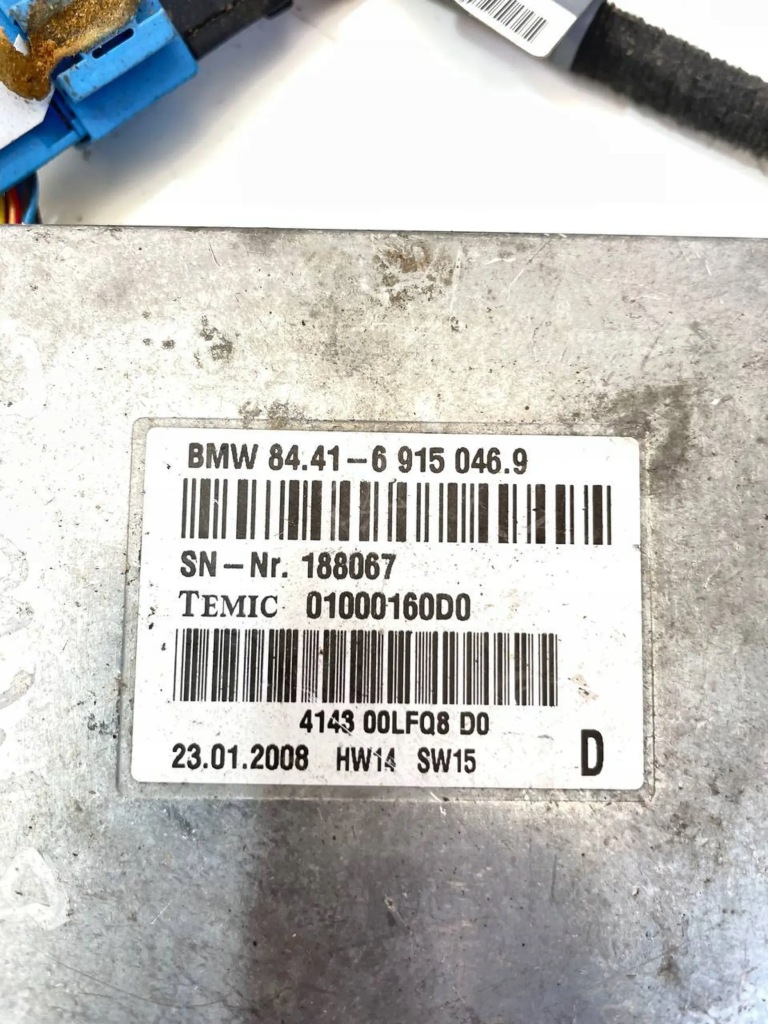 BMW 84.41-6 915 046.9
SN-Nr. 188067
TEMIC 01000160D0
4143 00LFQ8 D0
23.01.2008 HW14 SW15 D